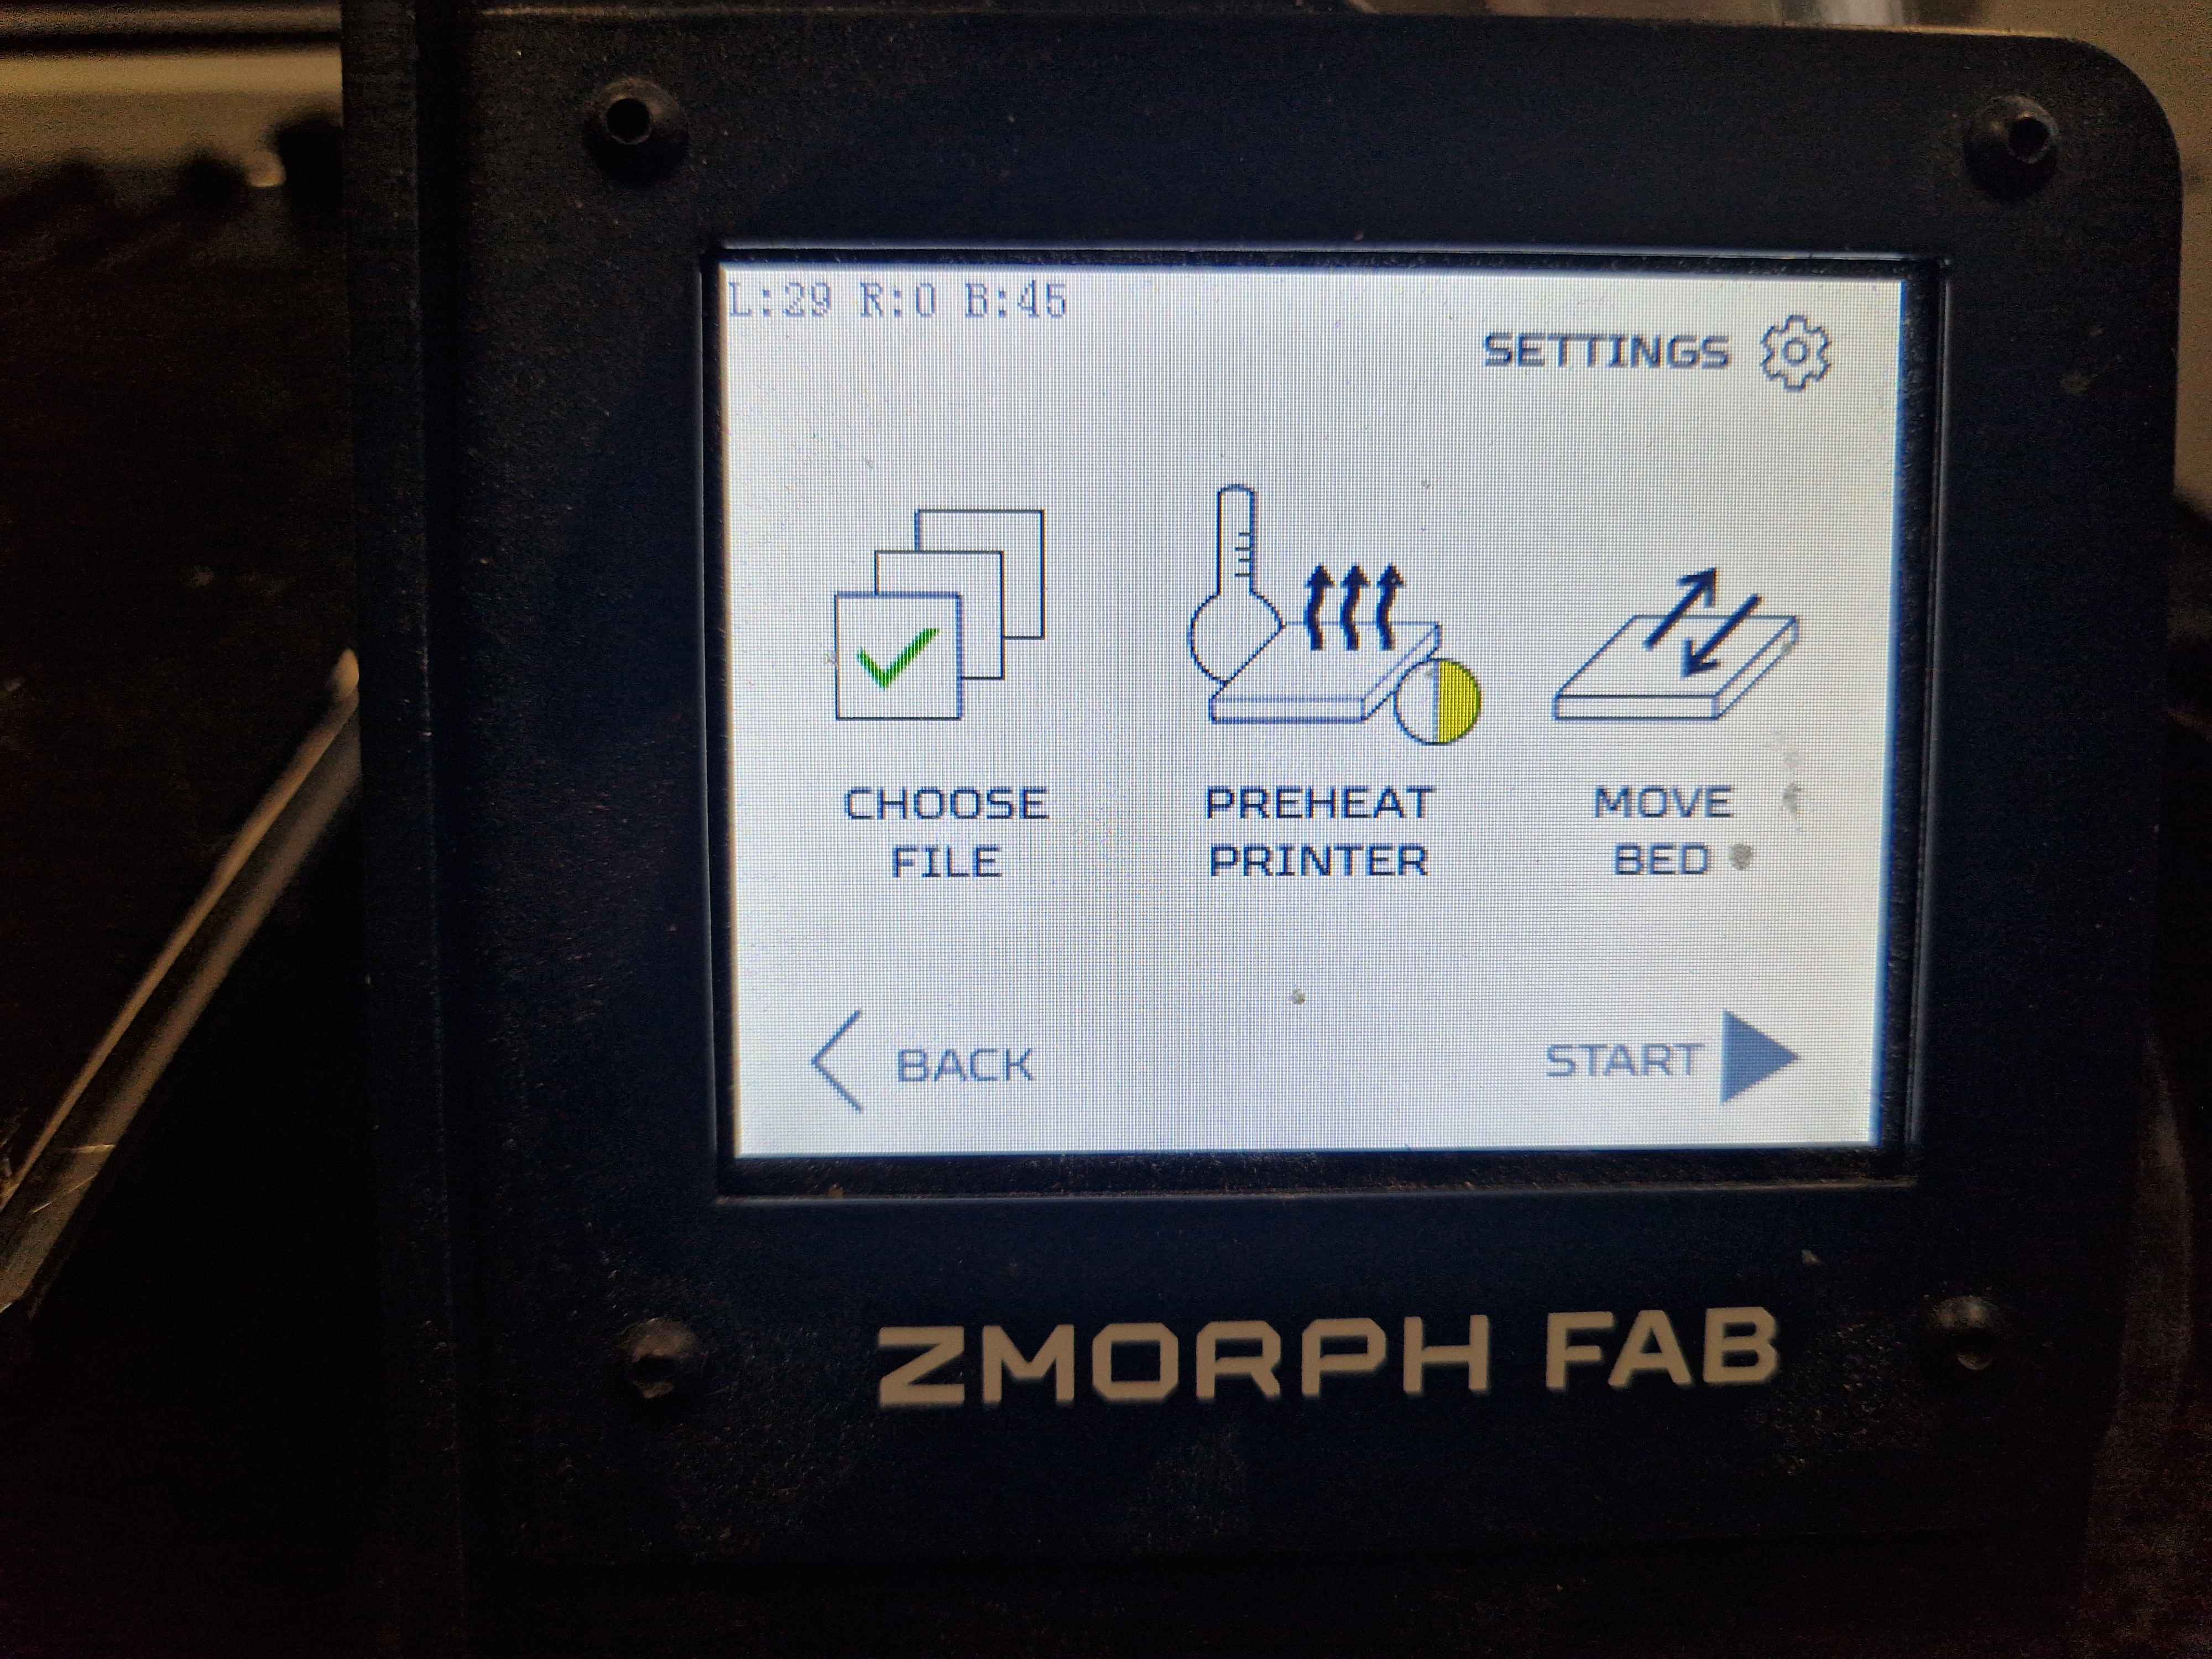 L:29 R:0 B:45
SETTINGS
CHOOSE
FILE
PREHEAT
PRINTER
MOVE
BED
BACK
START
ZMORPH FAB